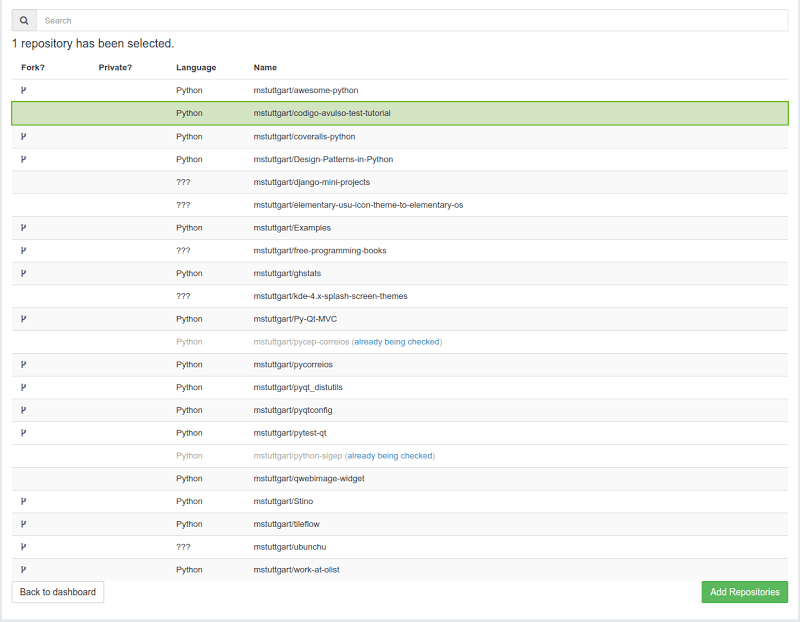 Search
1 repository has been selected.
Fork? Private? Language Name
Python mstuttgart/awesome-python
Python mstuttgart/codigo-avulso-test-tutorial
Python mstuttgart/coveralls-python
Python mstuttgart/Design-Patterns-in-Python
??? mstuttgart/django-mini-projects
??? mstuttgart/elementary-usu-icon-theme-to-elementary-os
Python mstuttgart/Examples
??? mstuttgart/free-programming-books
Python mstuttgart/ghstats
??? mstuttgart/kde-4.x-splash-screen-themes
Python mstuttgart/Py-Qt-MVC
Python mstuttgart/pycep-correios (already being checked)
Python mstuttgart/pycorreios
Python mstuttgart/pyqt_distutils
Python mstuttgart/pyqtconfig
Python mstuttgart/pytest-qt
Python mstuttgart/python-sigep (already being checked)
Python mstuttgart/qwebimage-widget
Python mstuttgart/Stino
Python mstuttgart/tileflow
??? mstuttgart/ubunchu
Python mstuttgart/work-at-olist
Back to dashboard Add Repositories